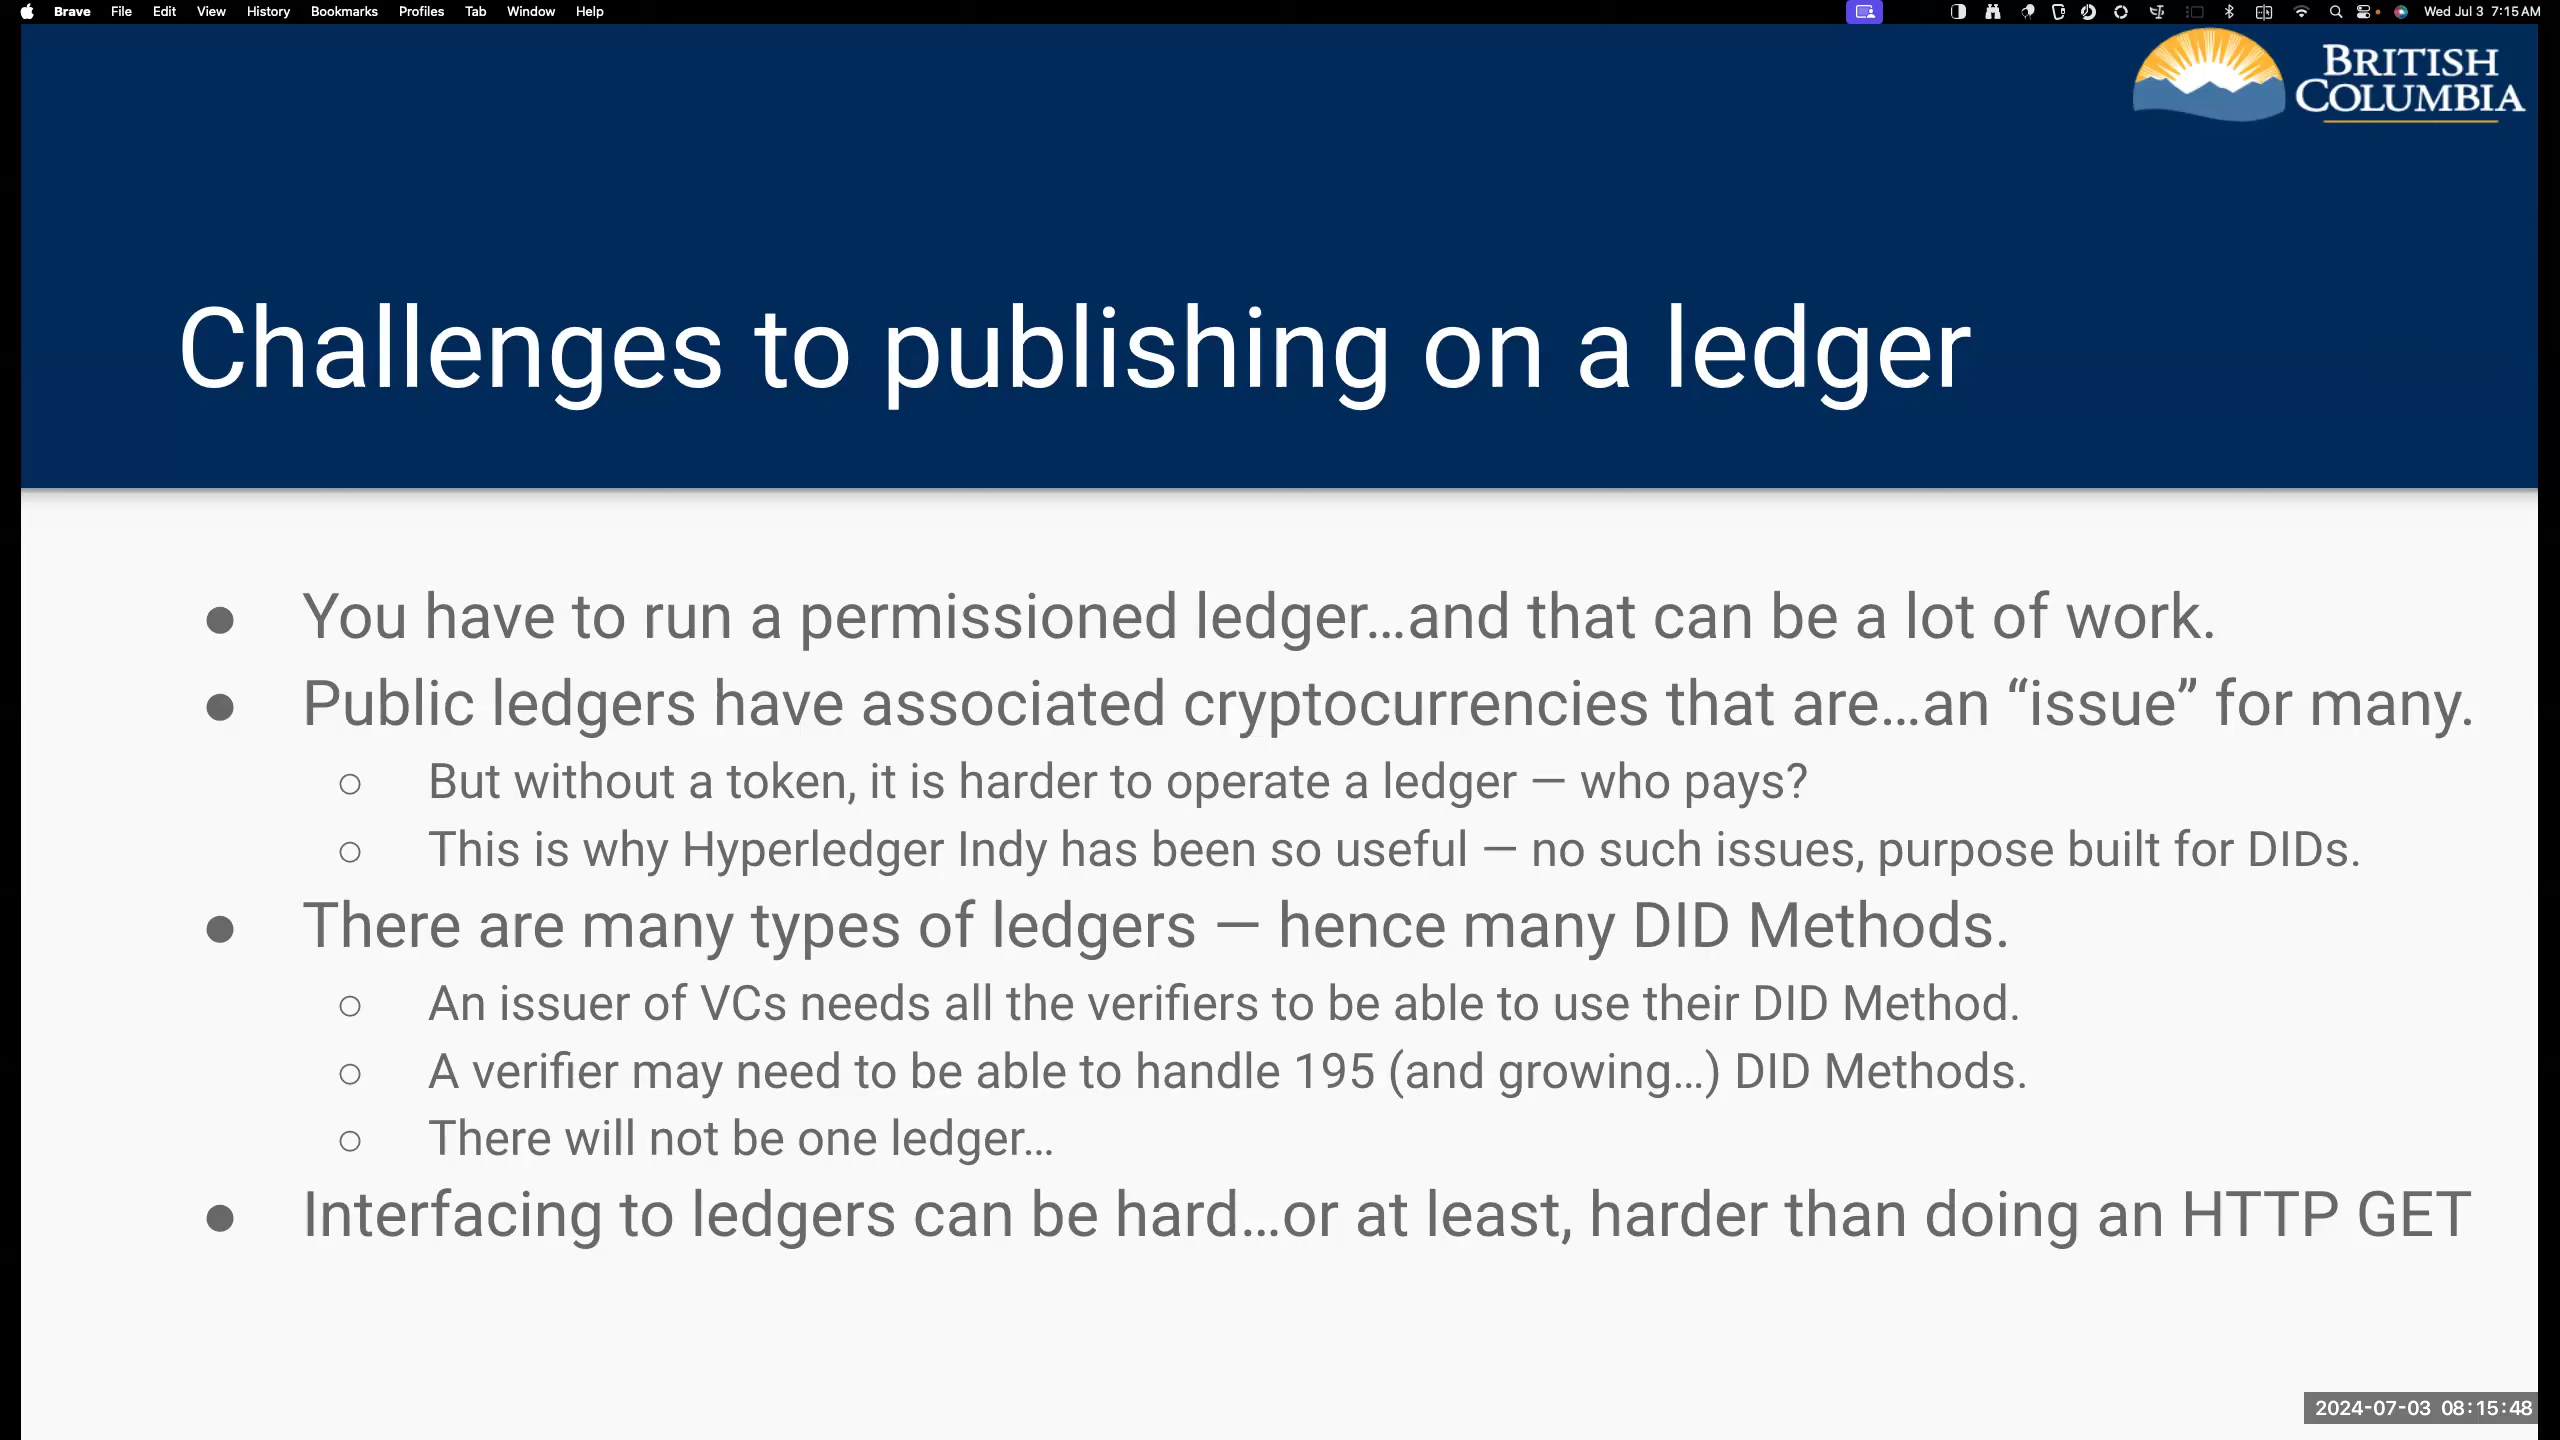 Brave File Edit View History Bookmarks Profiles Tab Window Help Wed Jul 3 7:15 AM
BRITISH
COLUMBIA
Challenges to publishing on a ledger
● You have to run a permissioned ledger…and that can be a lot of work.
● Public ledgers have associated cryptocurrencies that are…an “issue” for many.
○ But without a token, it is harder to operate a ledger — who pays?
○ This is why Hyperledger Indy has been so useful — no such issues, purpose built for DIDs.
● There are many types of ledgers — hence many DID Methods.
○ An issuer of VCs needs all the verifiers to be able to use their DID Method.
○ A verifier may need to be able to handle 195 (and growing…) DID Methods.
○ There will not be one ledger…
● Interfacing to ledgers can be hard…or at least, harder than doing an HTTP GET
2024-07-03 08:15:48